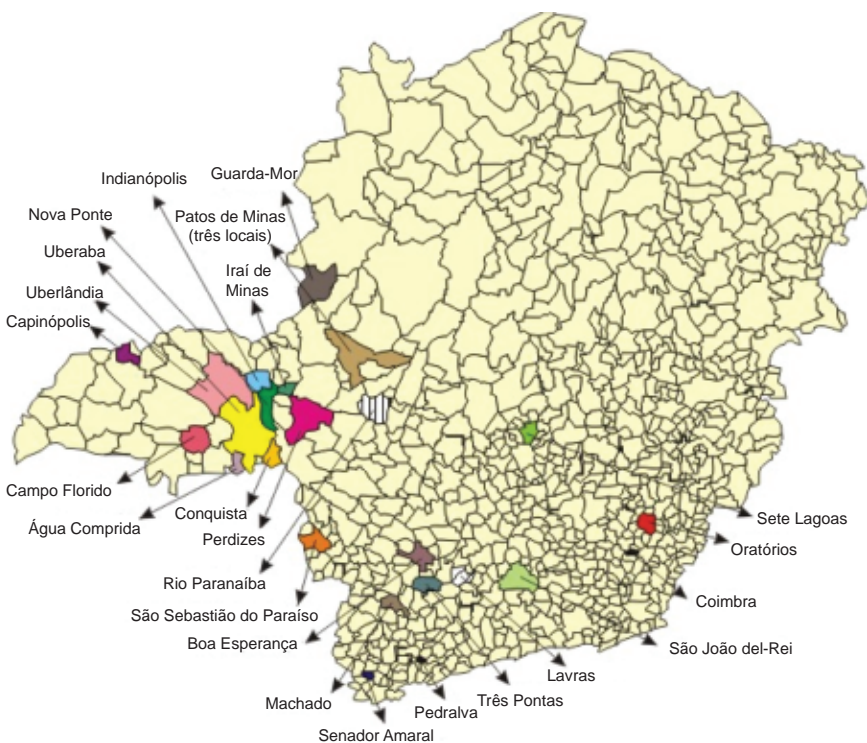 Guarda-Mor
Indianópolis
Patos de Minas
(três locais)
Nova Ponte
Uberaba
Iraí de
Minas
Uberlândia
Capinópolis
Campo Florido
Água Comprida
Conquista
Perdizes
Sete Lagoas
Oratórios
Rio Paranaíba
São Sebastião do Paraíso
Coimbra
Boa Esperança
São João del-Rei
Lavras
Machado
Três Pontas
Pedralva
Senador Amaral